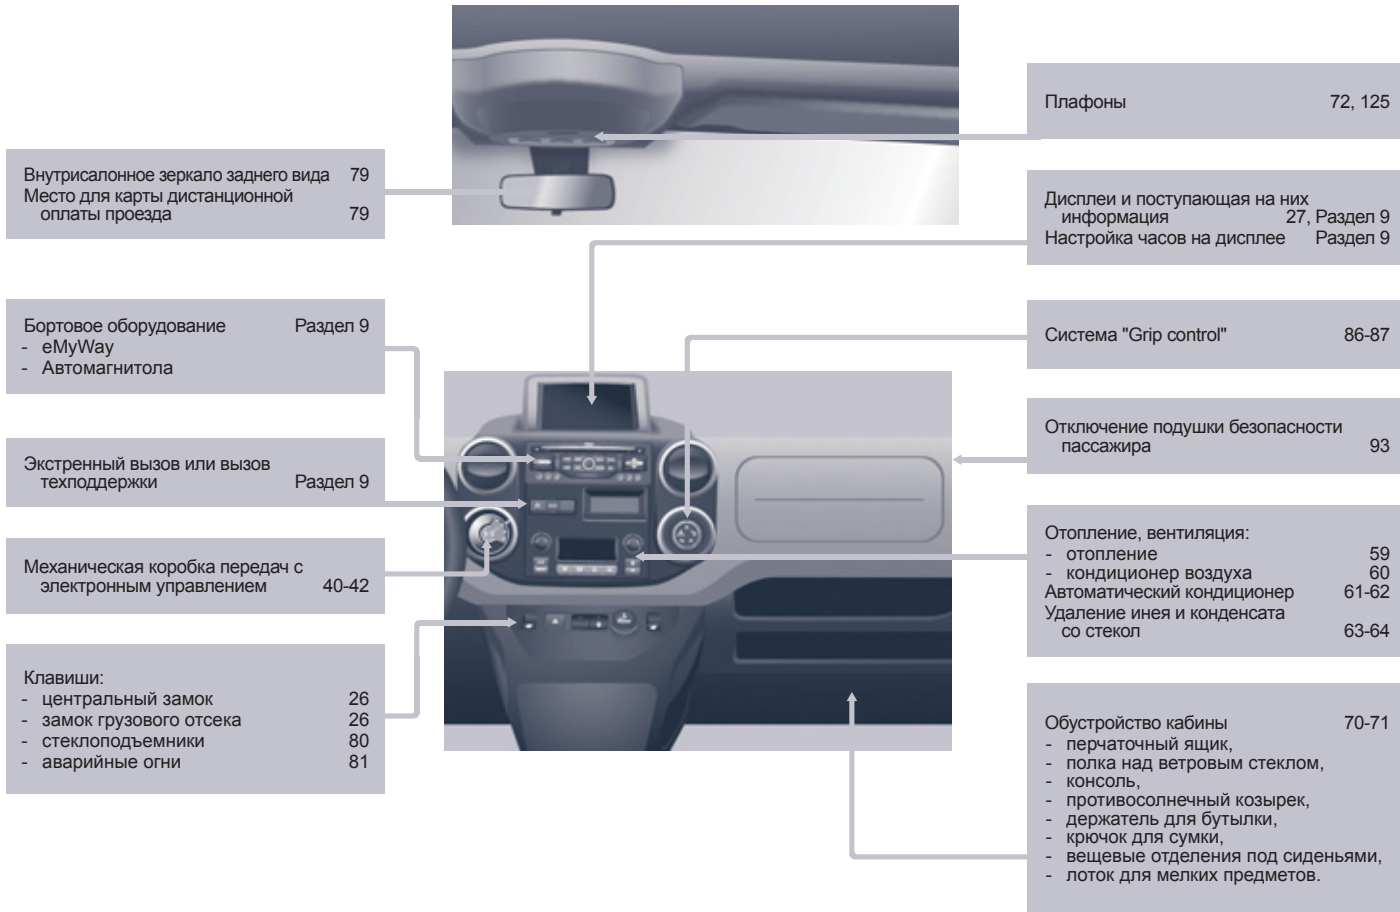 Внутрисалонное зеркало заднего вида 79
Место для карты дистанционной
оплаты проезда 79
Бортовое оборудование Раздел 9
- eMyWay
- Автомагнитола
Экстренный вызов или вызов
техподдержки Раздел 9
Механическая коробка передач с
электронным управлением 40-42
Клавиши:
- центральный замок 26
- замок грузового отсека 26
- стеклоподъемники 80
- аварийные огни 81
Плафоны 72, 125
Дисплеи и поступающая на них
информация 27, Раздел 9
Настройка часов на дисплее Раздел 9
Система "Grip control" 86-87
Отключение подушки безопасности
пассажира 93
Отопление, вентиляция:
- отопление 59
- кондиционер воздуха 60
Автоматический кондиционер 61-62
Удаление инея и конденсата
со стекол 63-64
Обустройство кабины 70-71
- перчаточный ящик,
- полка над ветровым стеклом,
- консоль,
- противосолнечный козырек,
- держатель для бутылки,
- крючок для сумки,
- вещевые отделения под сиденьями,
- лоток для мелких предметов.